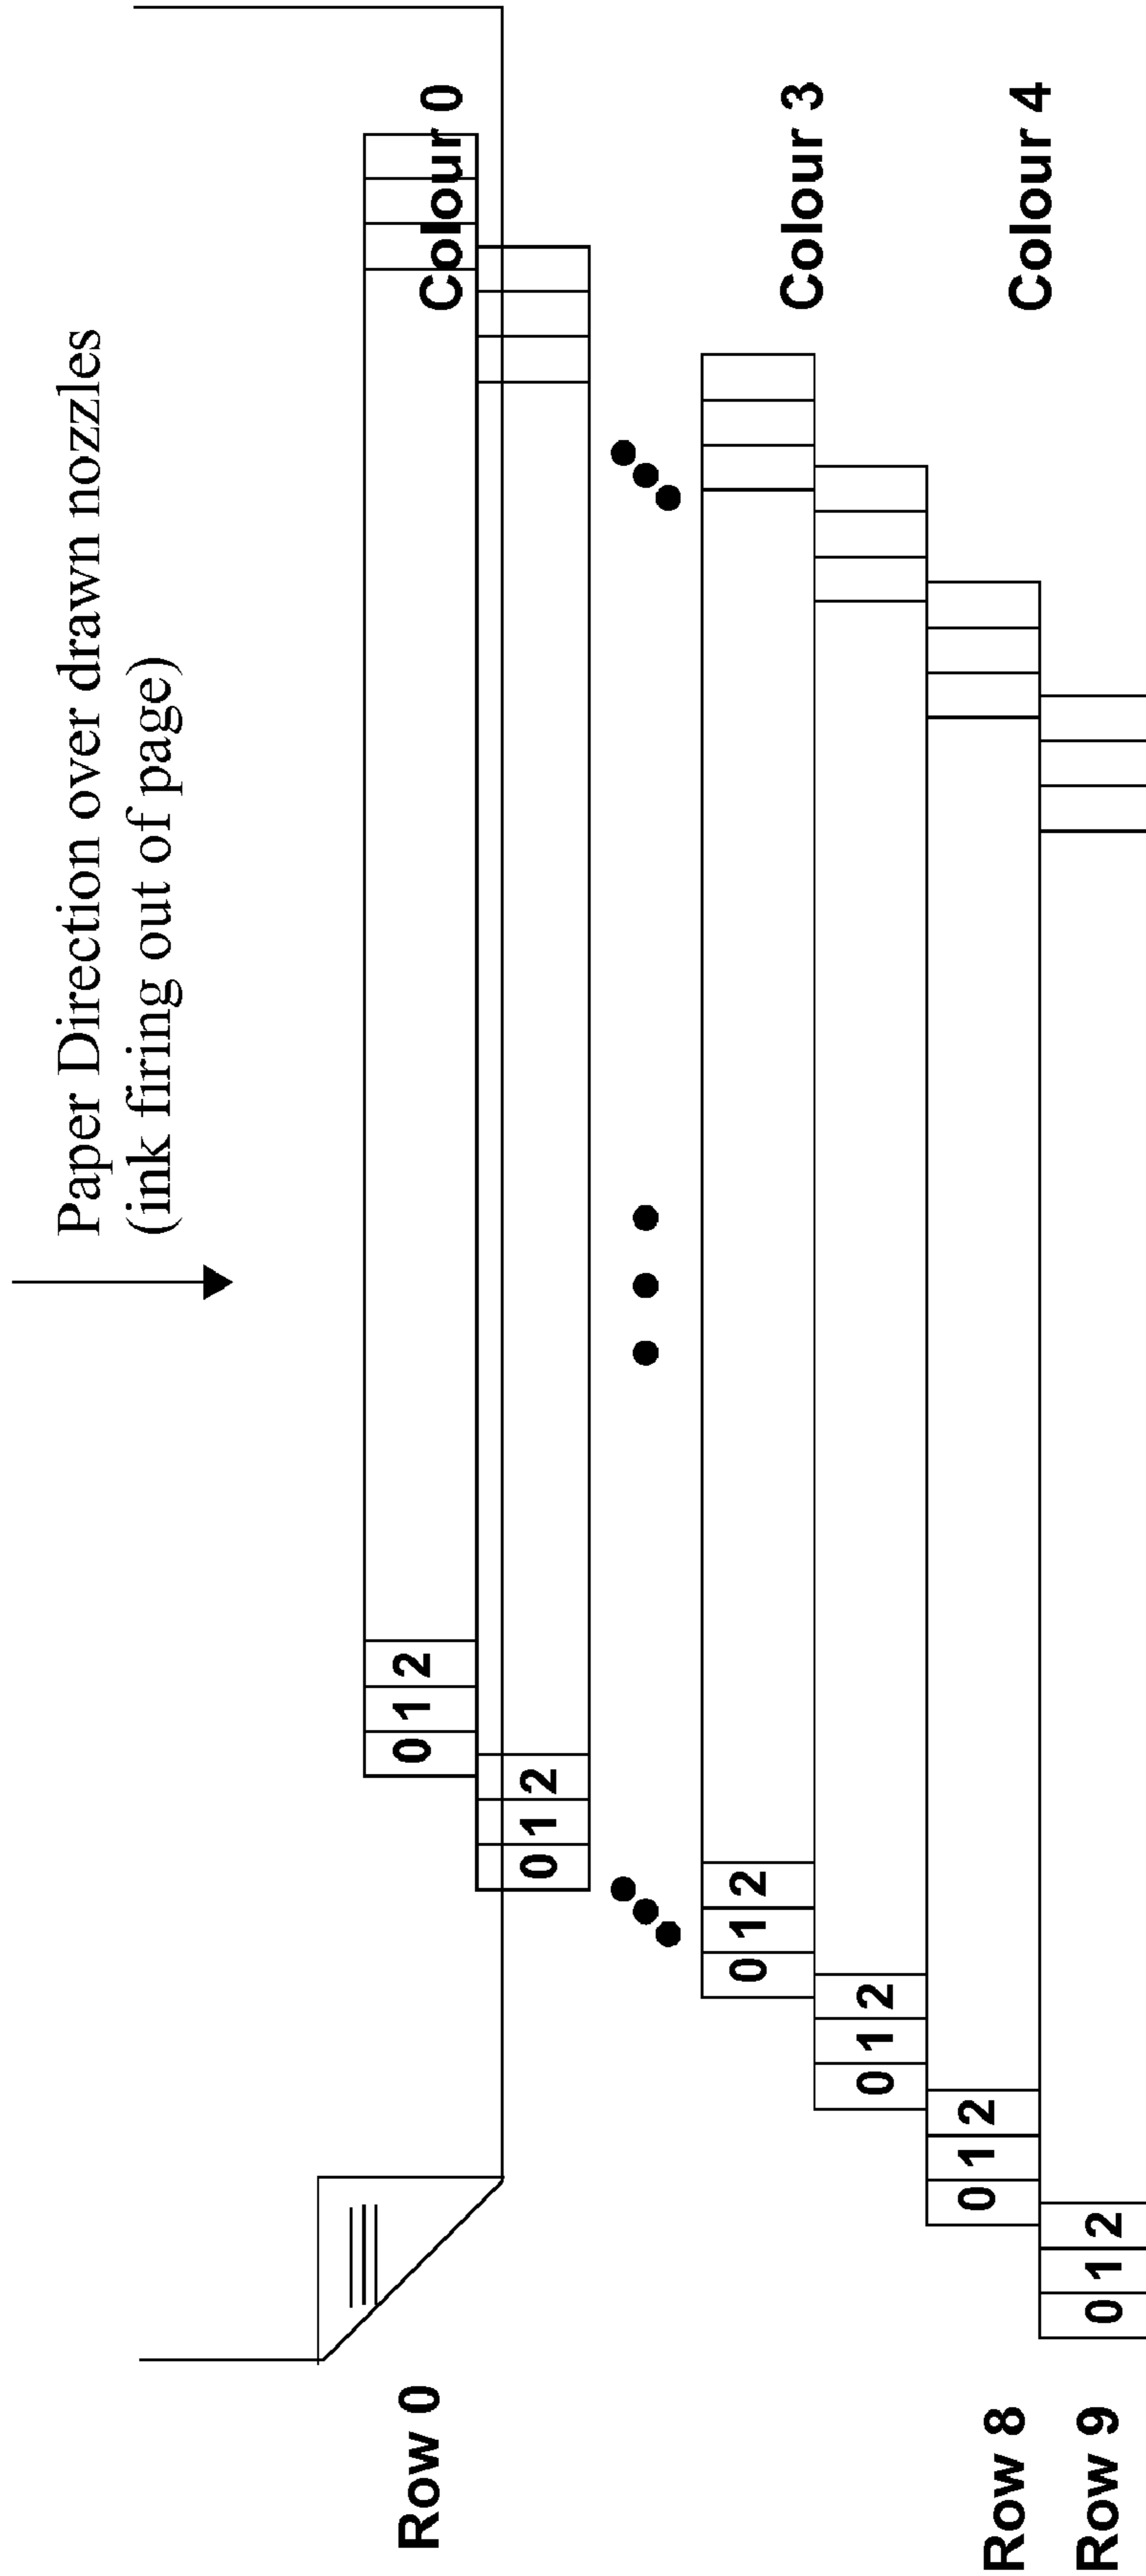 Paper Direction over drawn nozzles
(ink firing out of page)
Row 0
0 1 2
Colour 0
0 1 2
0 1 2
Colour 3
0 1 2
Row 8
0 1 2
Colour 4
Row 9
0 1 2